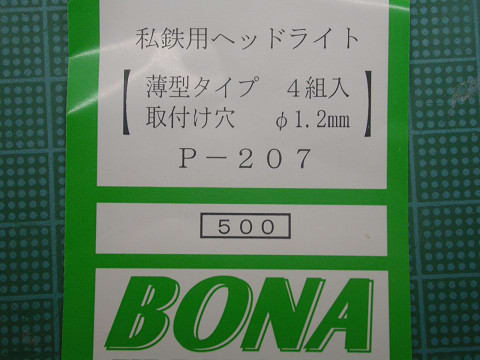 私鉄用ヘッドライト
【薄型タイプ ４組入
取付け穴 φ1.2mm】
Ｐ－２０７
５００
BONA